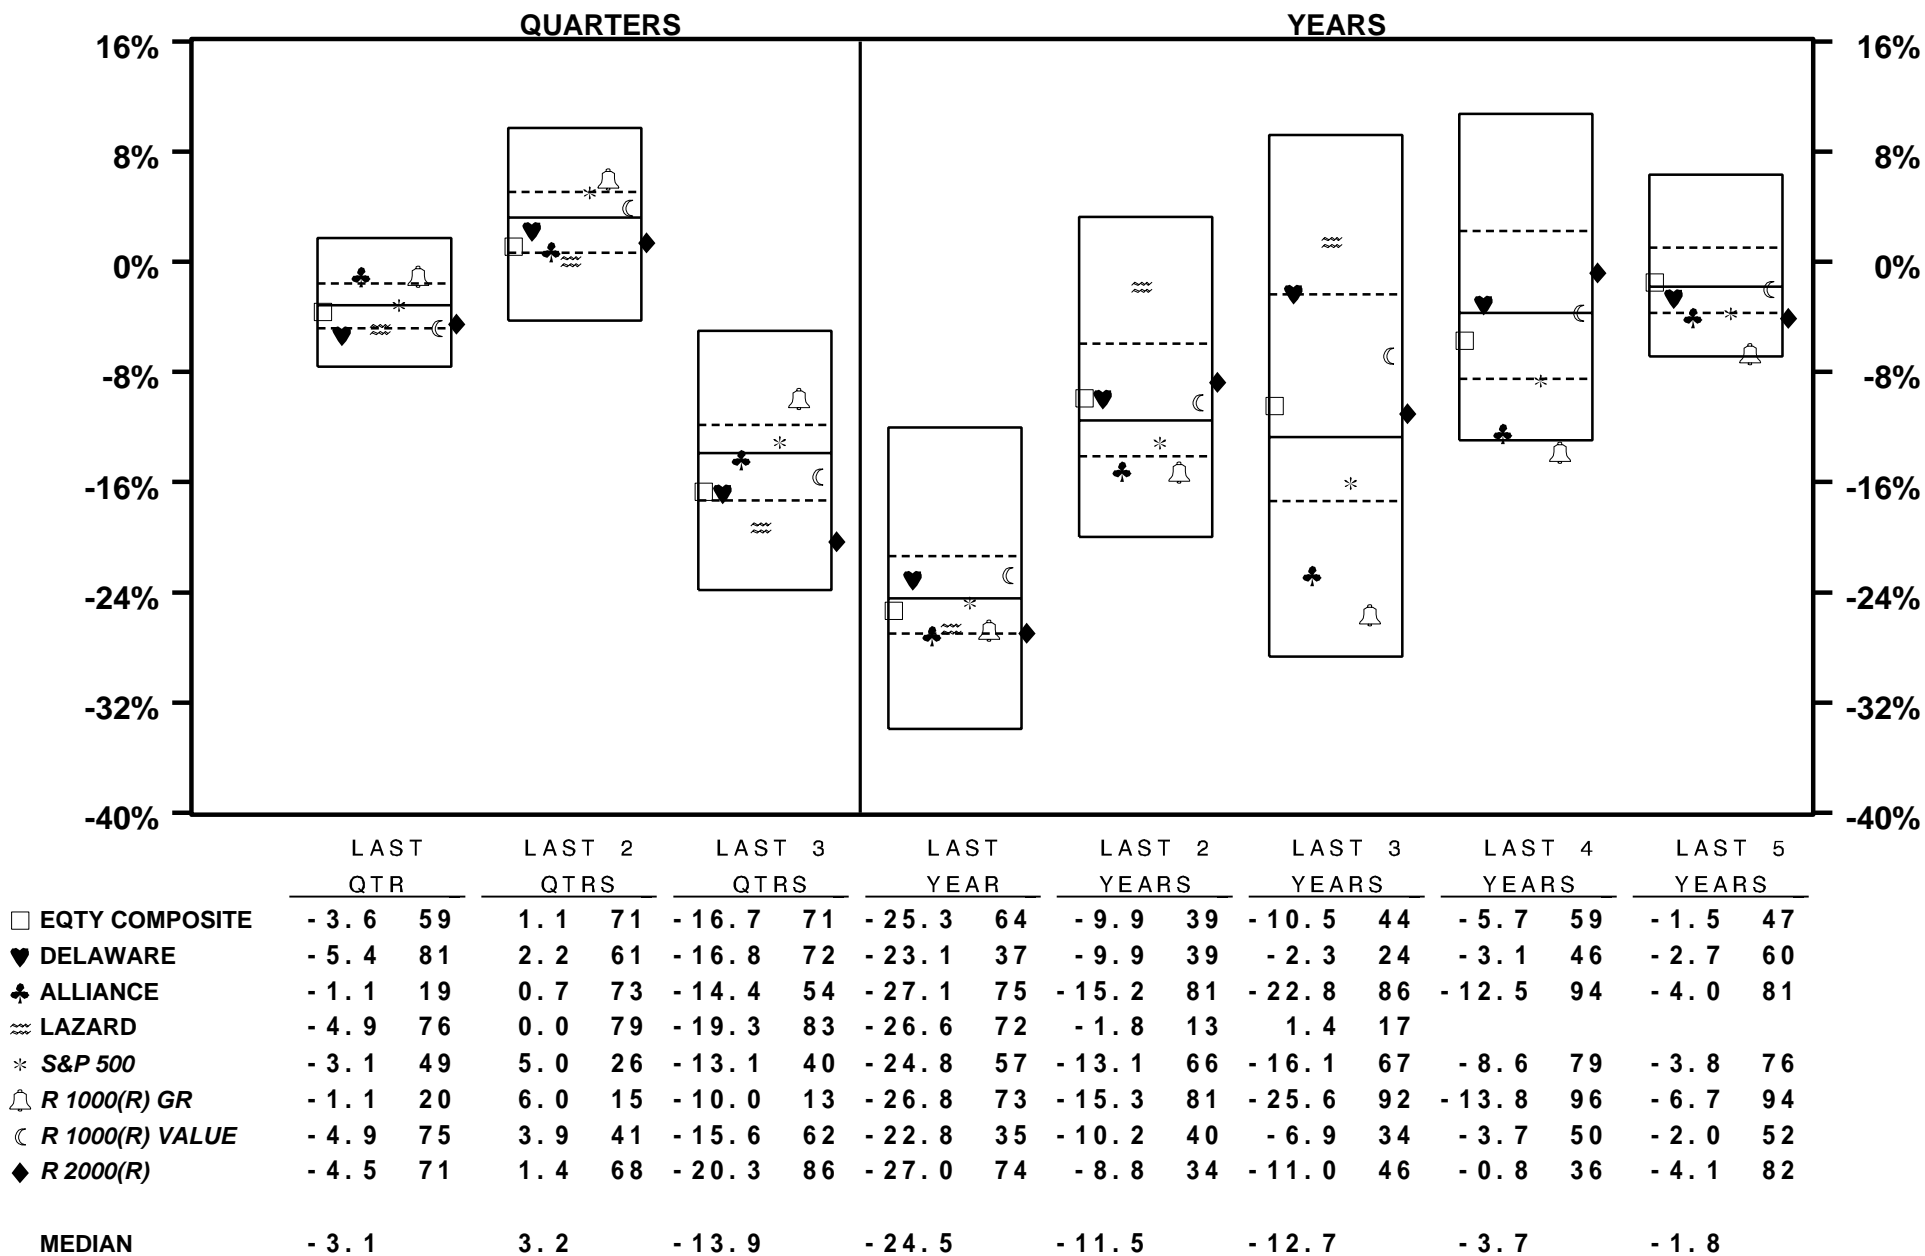 QUARTERS YEARS
16% 16%
8% 8%
0% 0%
-8% -8%
-16% -16%
-24% -24%
-32% -32%
-40% -40%
LAST LAST 2 LAST 3 LAST LAST 2 LAST 3 LAST 4 LAST 5
QTR QTRS QTRS YEAR YEARS YEARS YEARS YEARS
EQTY COMPOSITE -3.6 59 1.1 71 -16.7 71 -25.3 64 -9.9 39 -10.5 44 -5.7 59 -1.5 47
DELAWARE -5.4 81 2.2 61 -16.8 72 -23.1 37 -9.9 39 -2.3 24 -3.1 46 -2.7 60
ALLIANCE -1.1 19 0.7 73 -14.4 54 -27.1 75 -15.2 81 -22.8 86 -12.5 94 -4.0 81
LAZARD -4.9 76 0.0 79 -19.3 83 -26.6 72 -1.8 13 1.4 17
S&P 500 -3.1 49 5.0 26 -13.1 40 -24.8 57 -13.1 66 -16.1 67 -8.6 79 -3.8 76
R 1000(R) GR -1.1 20 6.0 15 -10.0 13 -26.8 73 -15.3 81 -25.6 92 -13.8 96 -6.7 94
R 1000(R) VALUE -4.9 75 3.9 41 -15.6 62 -22.8 35 -10.2 40 -6.9 34 -3.7 50 -2.0 52
R 2000(R) -4.5 71 1.4 68 -20.3 86 -27.0 74 -8.8 34 -11.0 46 -0.8 36 -4.1 82
MEDIAN -3.1 3.2 -13.9 -24.5 -11.5 -12.7 -3.7 -1.8